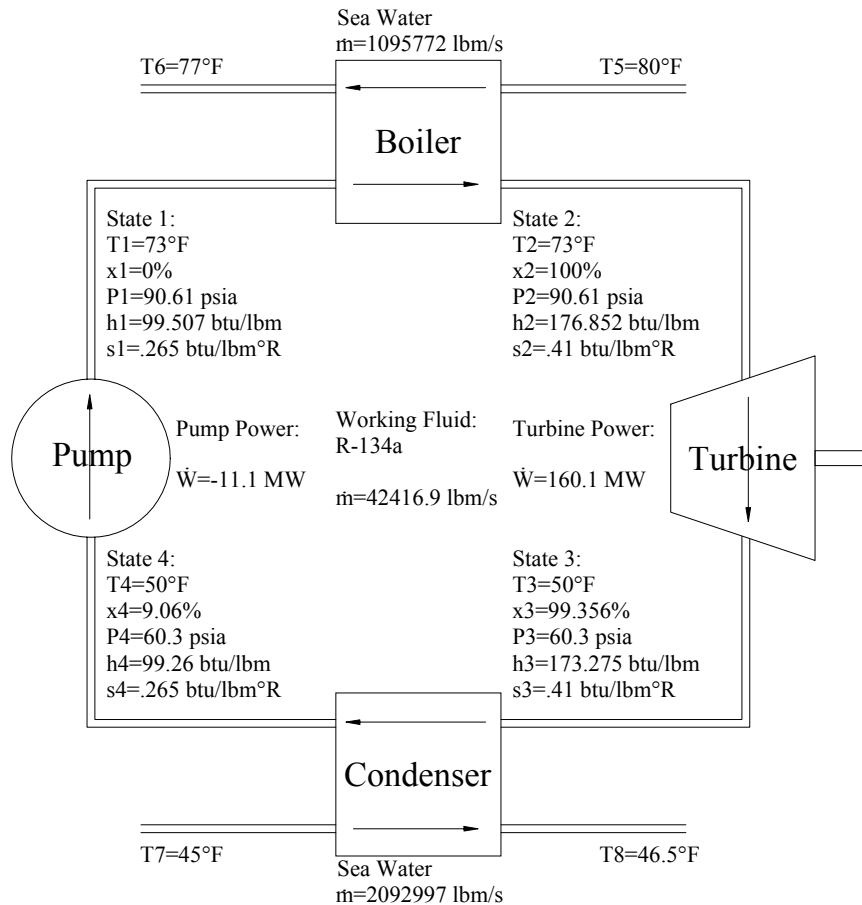 Sea Water
ṁ=1095772 lbm/s
T6=77°F
T5=80°F
Boiler
State 1:
T1=73°F
x1=0%
P1=90.61 psia
h1=99.507 btu/lbm
s1=.265 btu/lbm°R
State 2:
T2=73°F
x2=100%
P2=90.61 psia
h2=176.852 btu/lbm
s2=.41 btu/lbm°R
Pump
Pump Power:
Ẇ=-11.1 MW
Working Fluid:
R-134a
ṁ=42416.9 lbm/s
Turbine Power:
Ẇ=160.1 MW
Turbine
State 4:
T4=50°F
x4=9.06%
P4=60.3 psia
h4=99.26 btu/lbm
s4=.265 btu/lbm°R
State 3:
T3=50°F
x3=99.356%
P3=60.3 psia
h3=173.275 btu/lbm
s3=.41 btu/lbm°R
Condenser
T7=45°F
T8=46.5°F
Sea Water
ṁ=2092997 lbm/s